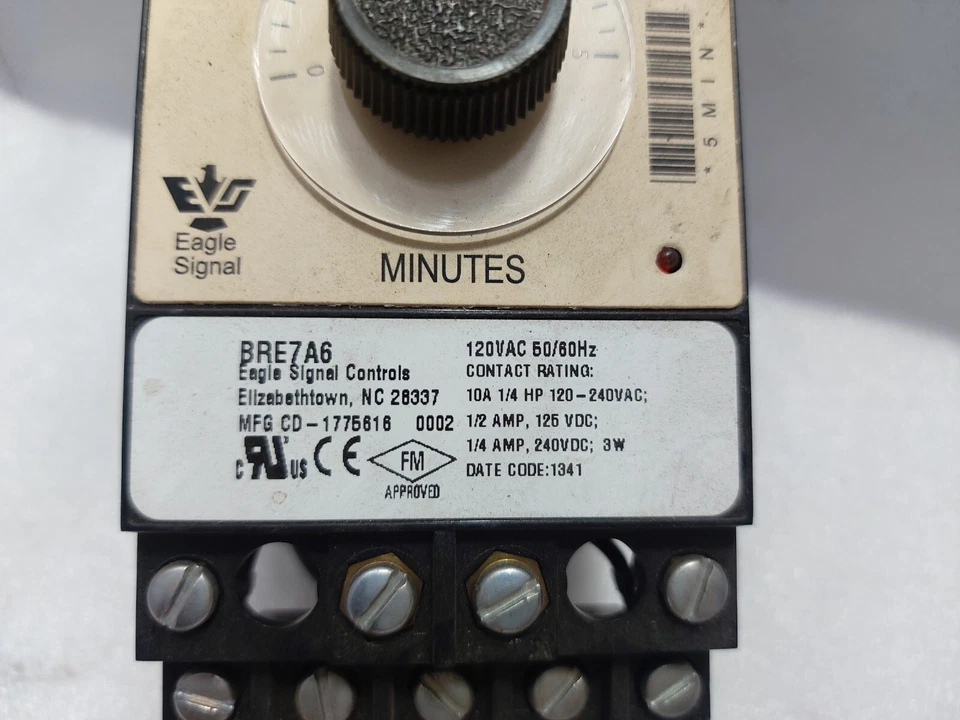 0
5
* 5 MIN *
Eagle
Signal
MINUTES
BRE7A6
Eagle Signal Controls
Elizabethtown, NC 28337
MFG CD-1775616 0002
C UL US CE FM
APPROVED
120VAC 50/60Hz
CONTACT RATING:
10A 1/4 HP 120-240VAC;
1/2 AMP, 125 VDC;
1/4 AMP, 240VDC; 3W
DATE CODE:1341